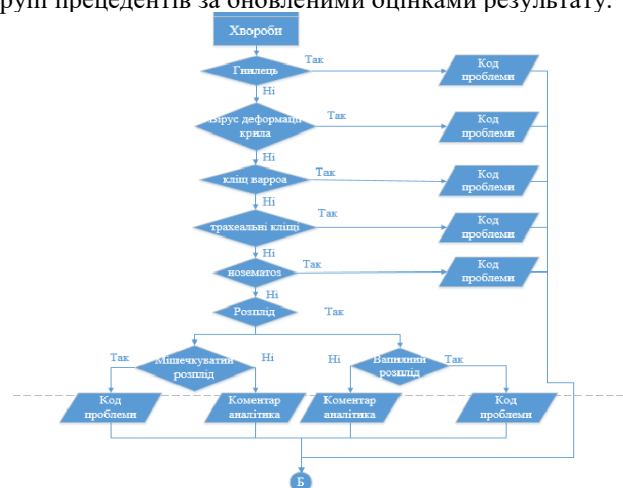 групі прецедентів за оновленими оцінками результату.
Хвороби
Гнилець
Так
Код
проблеми
Ні
Вірус деформації
крила
Так
Код
проблеми
Ні
кліщ варроа
Так
Код
проблеми
Ні
трахеальні кліщі
Так
Код
проблеми
Ні
нозематоз
Так
Код
проблеми
Ні
Розплід
Так
Так
Мішечкуватий
розплід
Ні
Ні
Вапняний
розплід
Так
Код
проблеми
Коментар
аналітика
Коментар
аналітика
Код
проблеми
Б